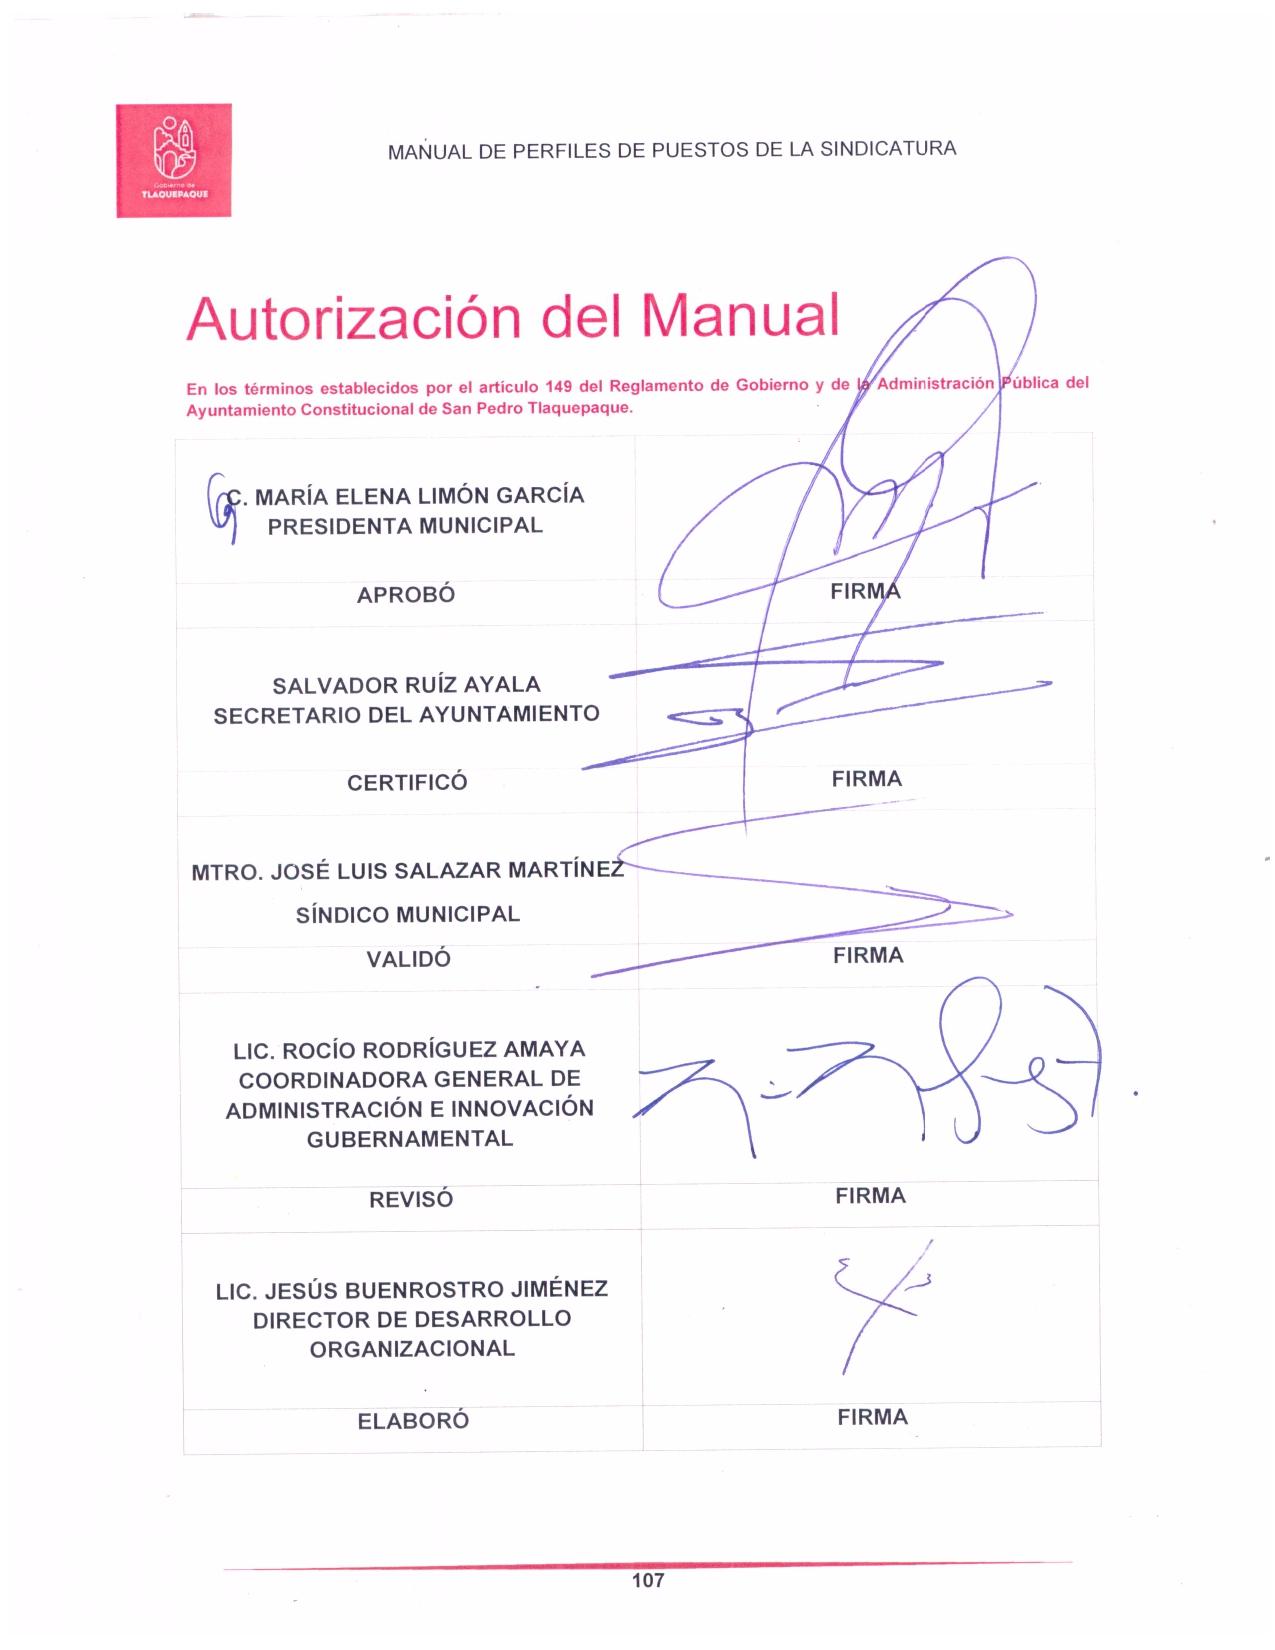 Gobierno de
TLAQUEPAQUE
MANUAL DE PERFILES DE PUESTOS DE LA SINDICATURA
Autorización del Manual
En los términos establecidos por el artículo 149 del Reglamento de Gobierno y de la Administración Pública del
Ayuntamiento Constitucional de San Pedro Tlaquepaque.
C. MARÍA ELENA LIMÓN GARCÍA
PRESIDENTA MUNICIPAL
APROBÓ FIRMA
SALVADOR RUÍZ AYALA
SECRETARIO DEL AYUNTAMIENTO
CERTIFICÓ FIRMA
MTRO. JOSÉ LUIS SALAZAR MARTÍNEZ
SÍNDICO MUNICIPAL
VALIDÓ FIRMA
LIC. ROCÍO RODRÍGUEZ AMAYA
COORDINADORA GENERAL DE
ADMINISTRACIÓN E INNOVACIÓN
GUBERNAMENTAL
REVISÓ FIRMA
LIC. JESÚS BUENROSTRO JIMÉNEZ
DIRECTOR DE DESARROLLO
ORGANIZACIONAL
ELABORÓ FIRMA
107